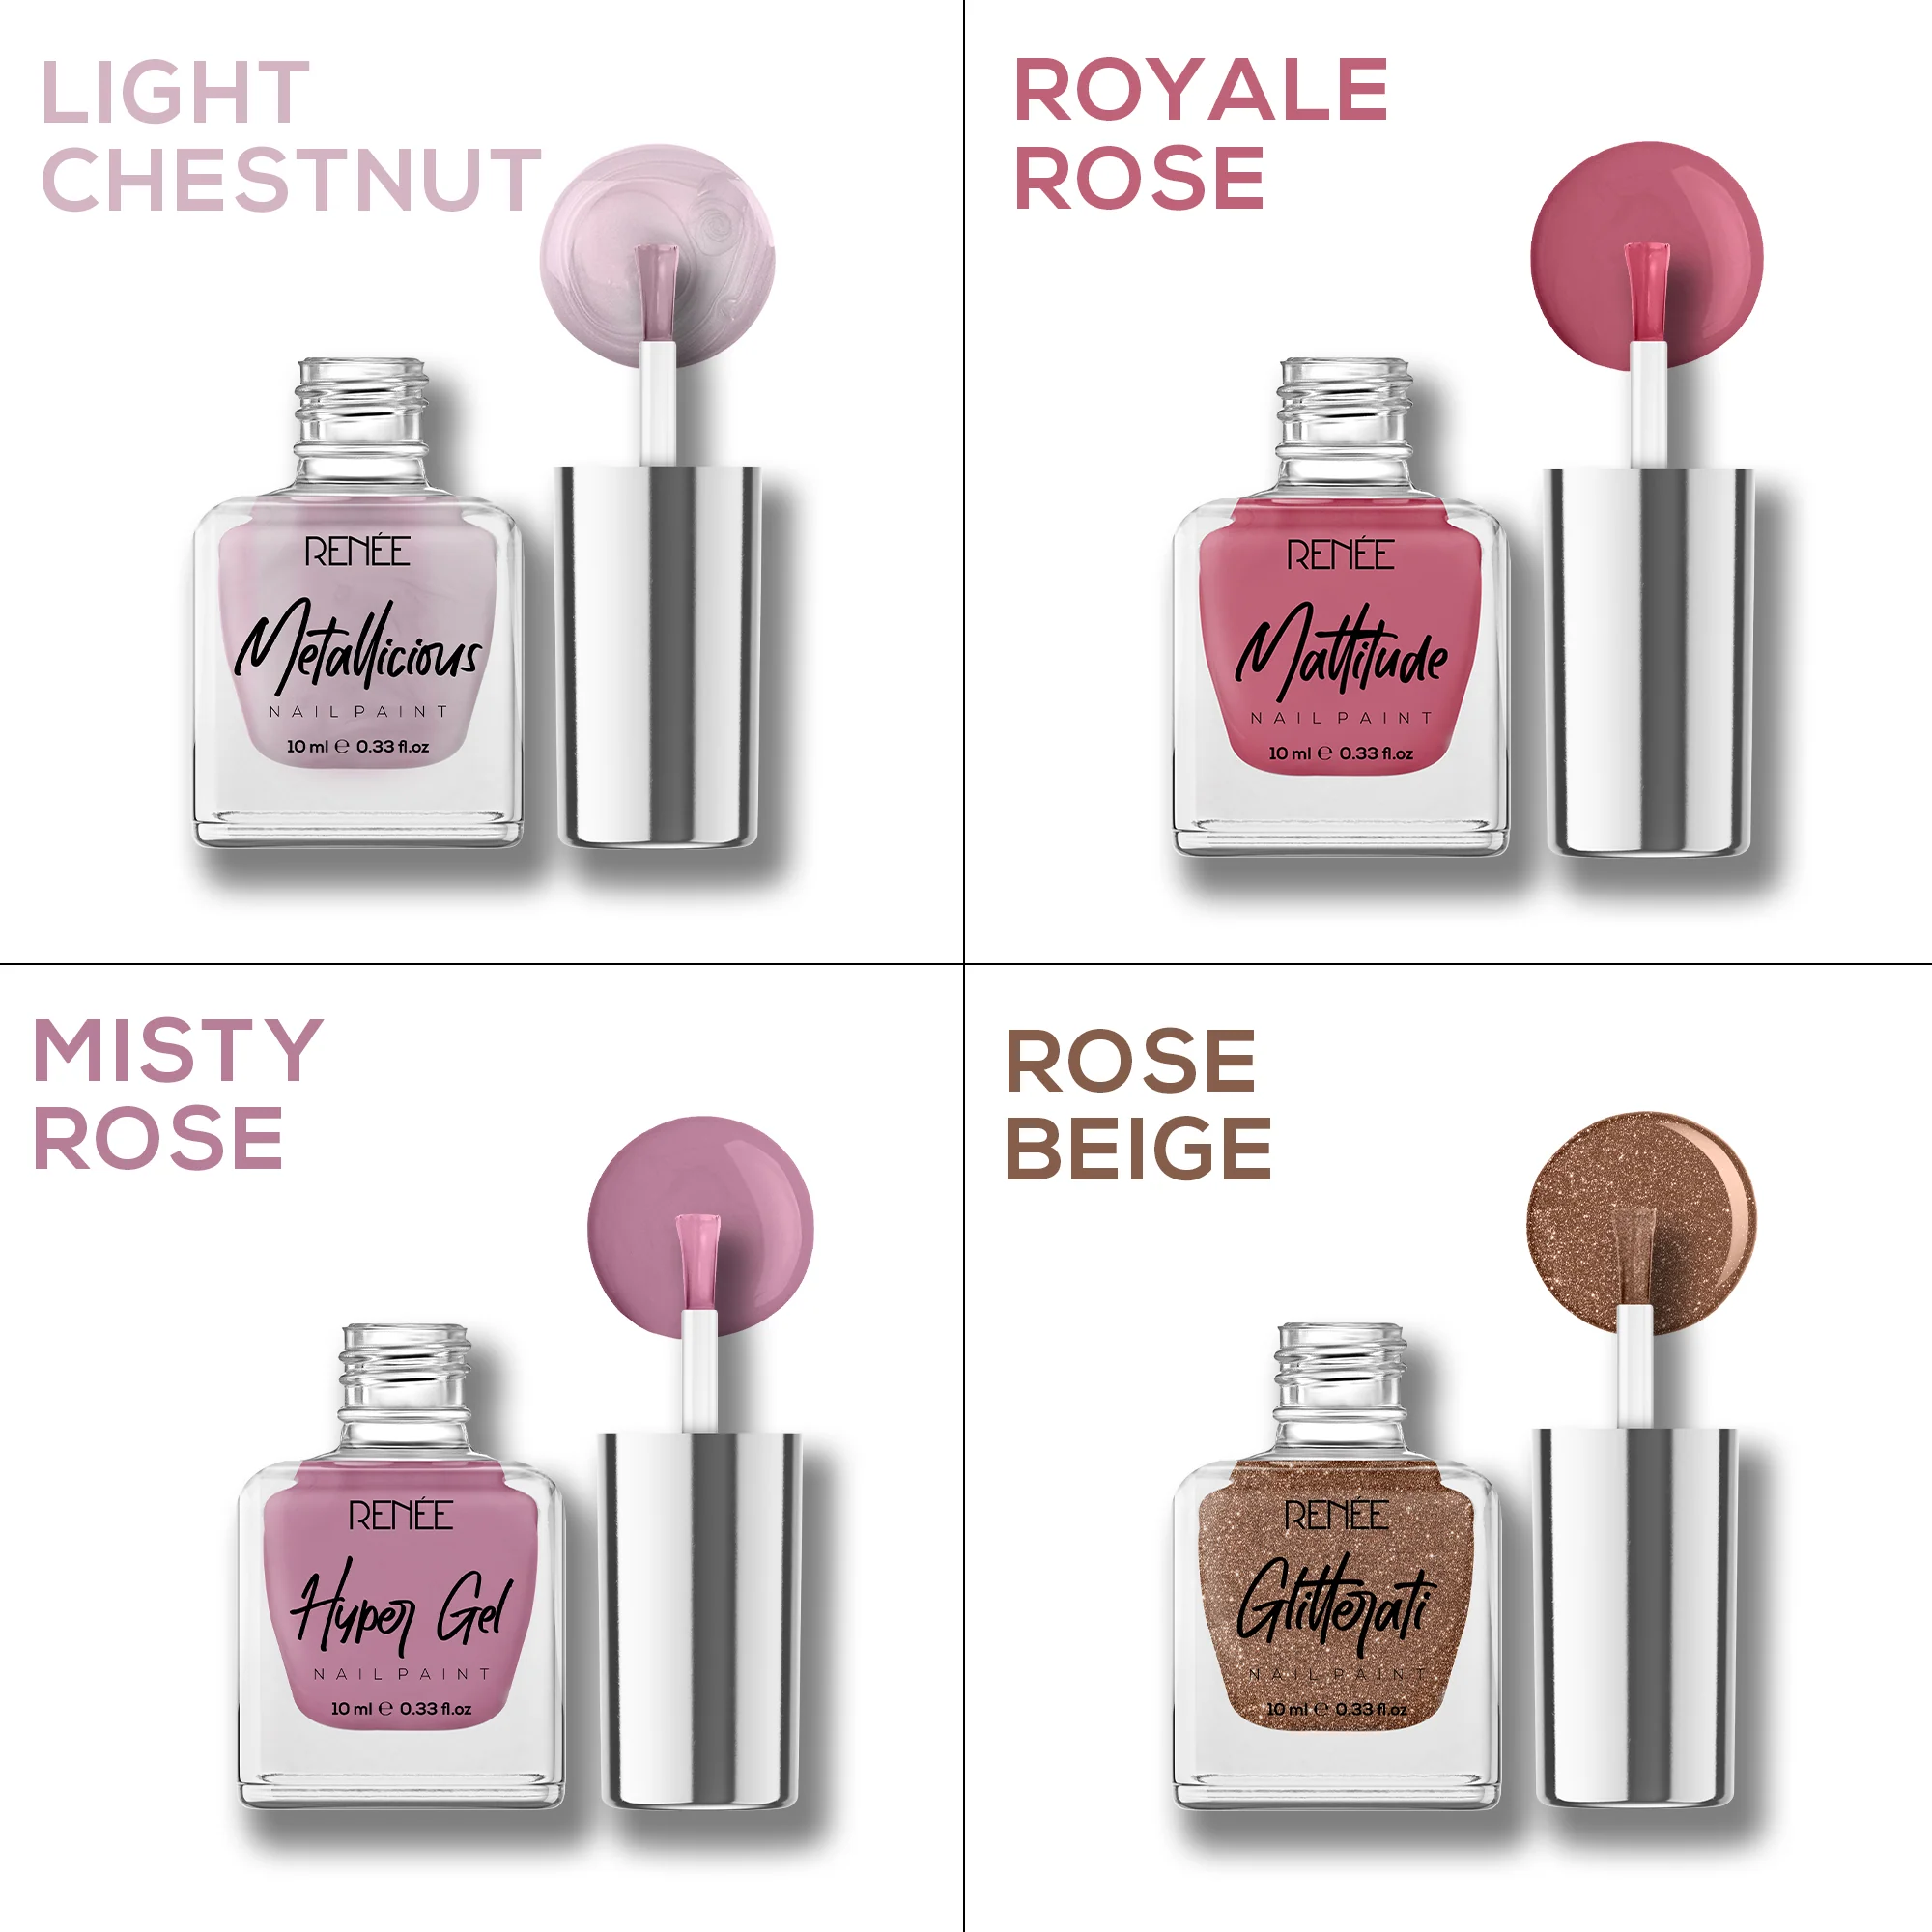 LIGHT
CHESTNUT
RENÉE
Metallicious
NAIL PAINT
10 ml ℮ 0.33 fl.oz
ROYALE
ROSE
RENÉE
Mattitude
NAIL PAINT
10 ml ℮ 0.33 fl.oz
MISTY
ROSE
RENÉE
Hyper Gel
NAIL PAINT
10 ml ℮ 0.33 fl.oz
ROSE
BEIGE
RENÉE
Glitterati
NAIL PAINT
10 ml ℮ 0.33 fl.oz